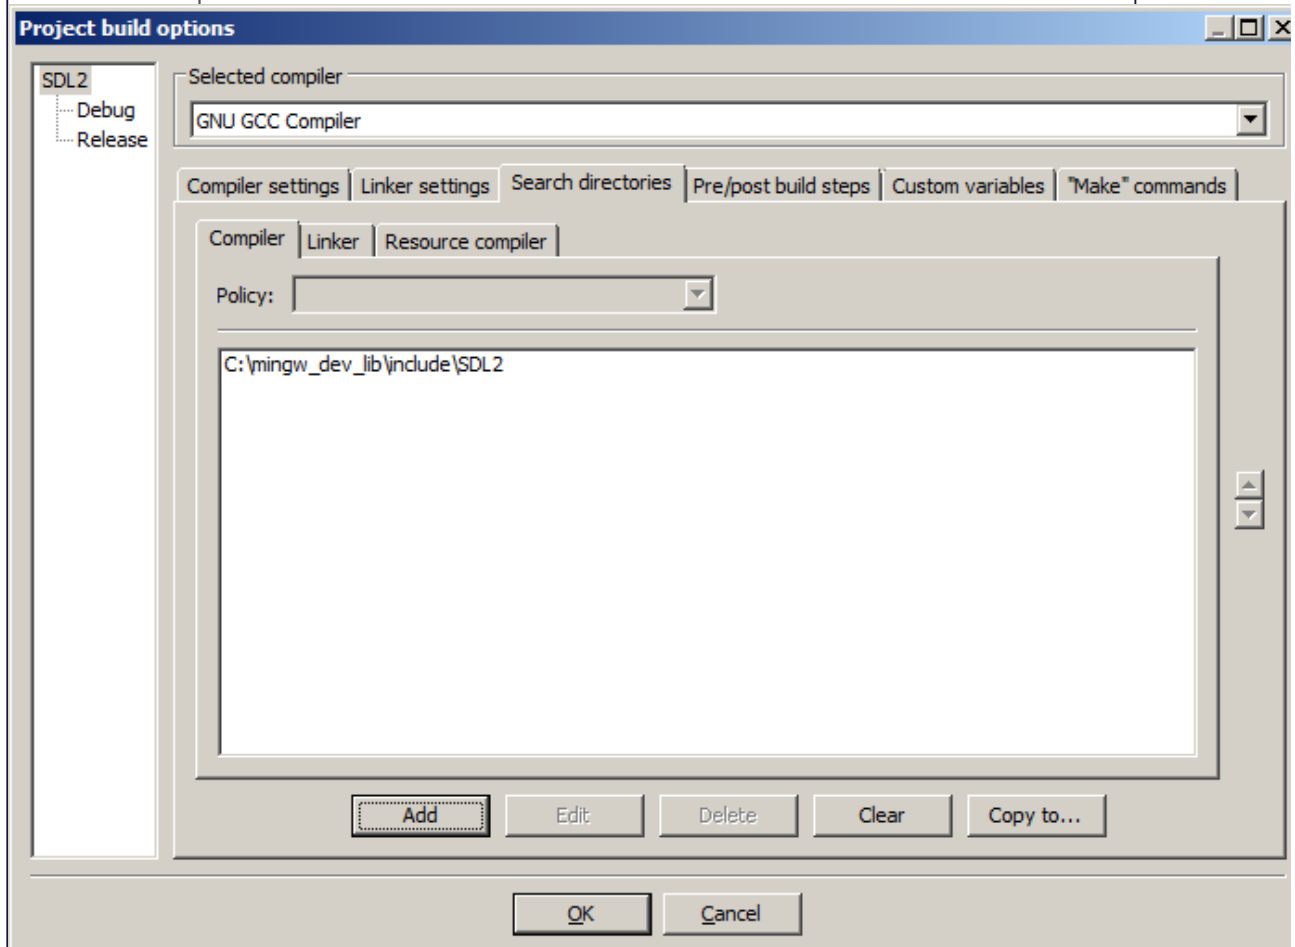 Project build options
SDL2
Debug
Release
Selected compiler
GNU GCC Compiler
Compiler settings Linker settings Search directories Pre/post build steps Custom variables "Make" commands
Compiler Linker Resource compiler
Policy:
C:\mingw_dev_lib\include\SDL2
Add Edit Delete Clear Copy to...
OK Cancel